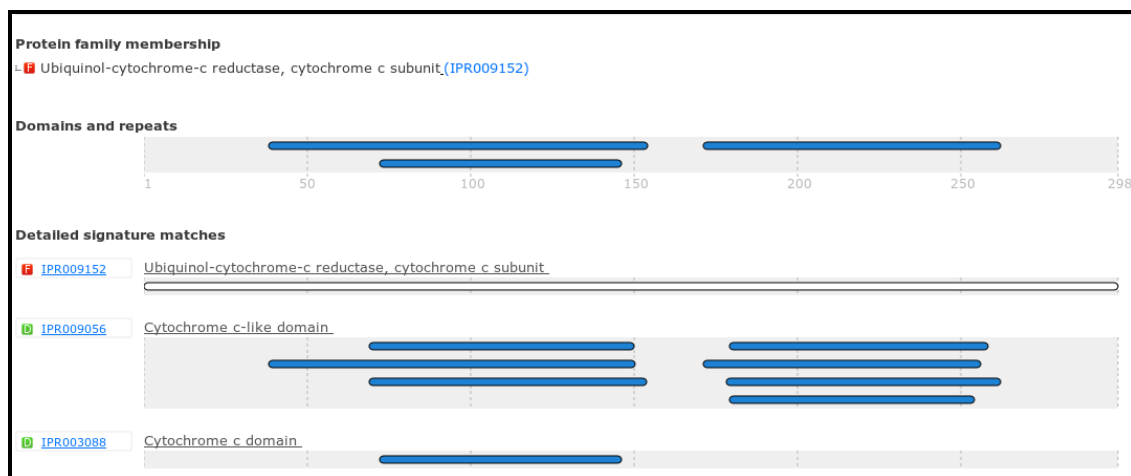 Protein family membership
F Ubiquinol-cytochrome-c reductase, cytochrome c subunit (IPR009152)
Domains and repeats
1 50 100 150 200 250 298
Detailed signature matches
F IPR009152 Ubiquinol-cytochrome-c reductase, cytochrome c subunit
D IPR009056 Cytochrome c-like domain
D IPR003088 Cytochrome c domain